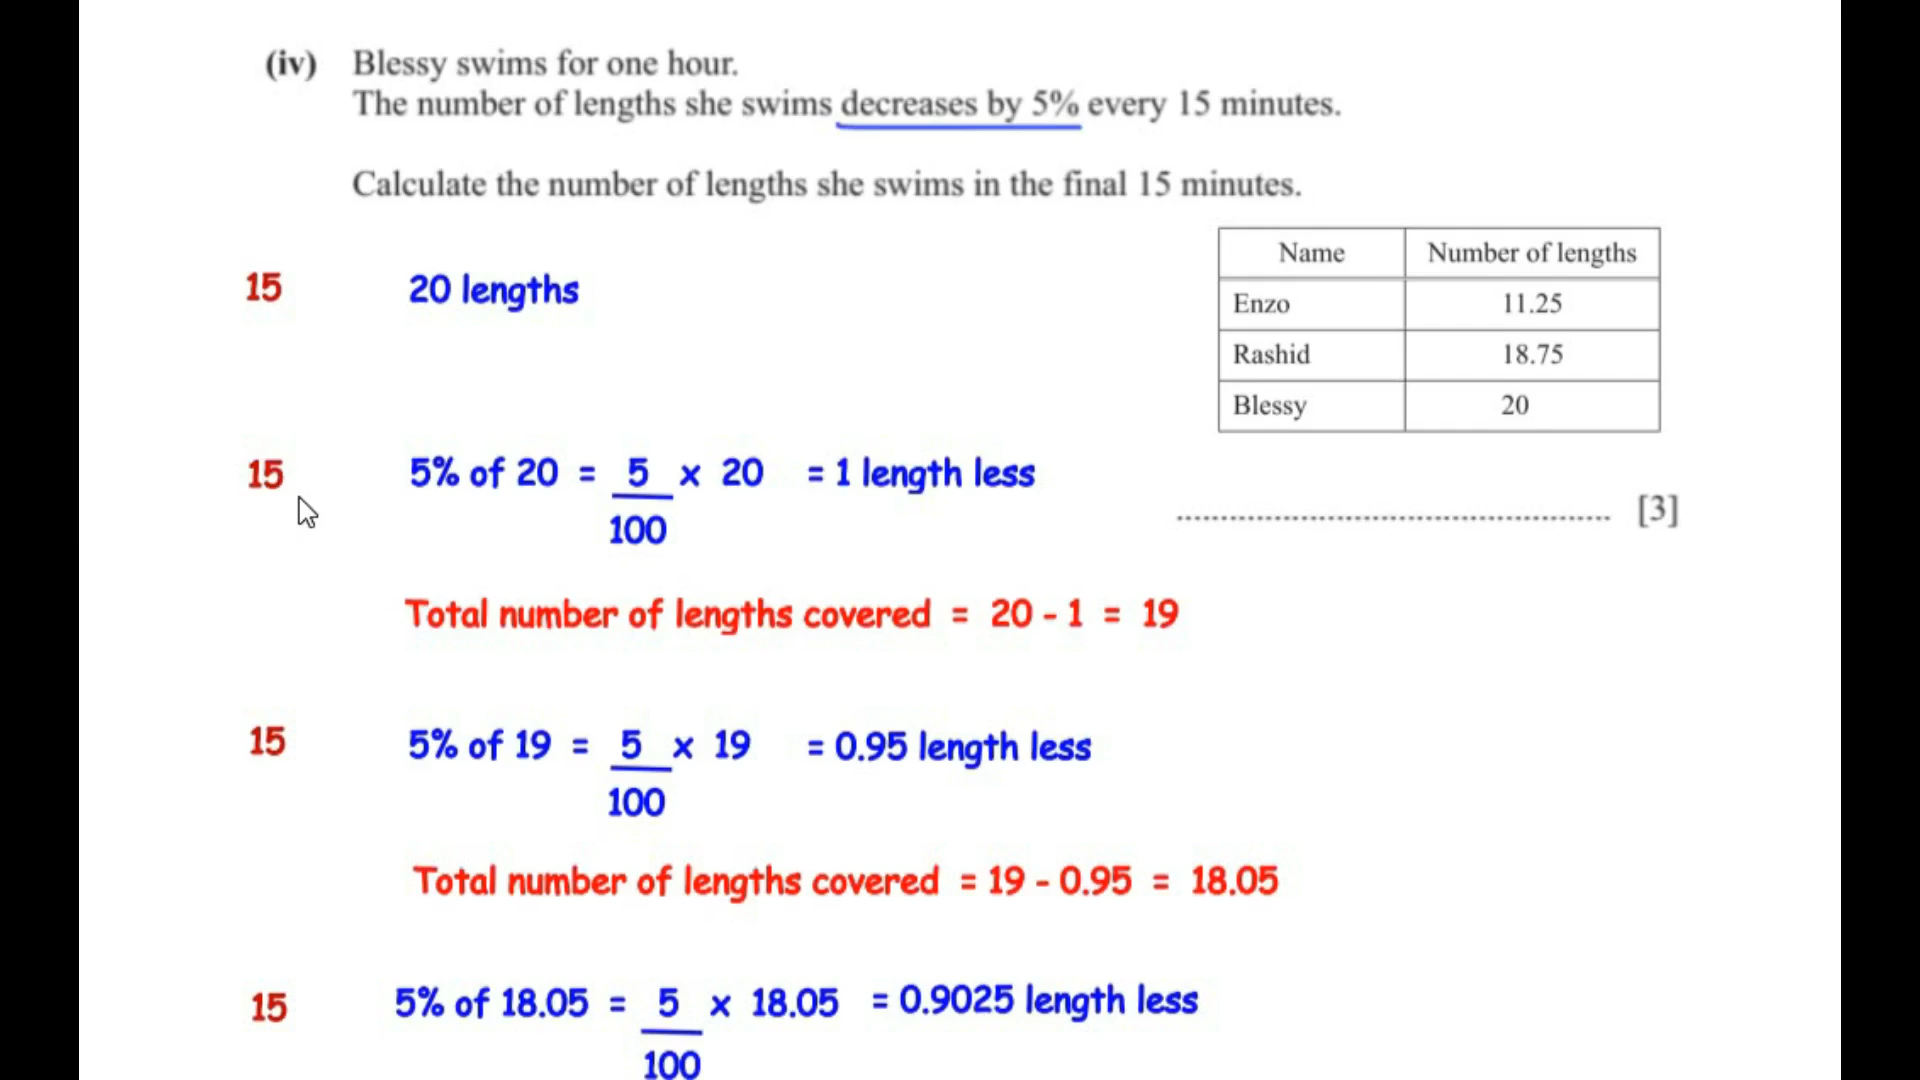 (iv) Blessy swims for one hour.
The number of lengths she swims decreases by 5% every 15 minutes.
Calculate the number of lengths she swims in the final 15 minutes.
Name Number of lengths
Enzo 11.25
Rashid 18.75
Blessy 20
15 20 lengths
15 5% of 20 = 5 x 20 = 1 length less
100
.............................................. [3]
Total number of lengths covered = 20 - 1 = 19
15 5% of 19 = 5 x 19 = 0.95 length less
100
Total number of lengths covered = 19 - 0.95 = 18.05
15 5% of 18.05 = 5 x 18.05 = 0.9025 length less
100